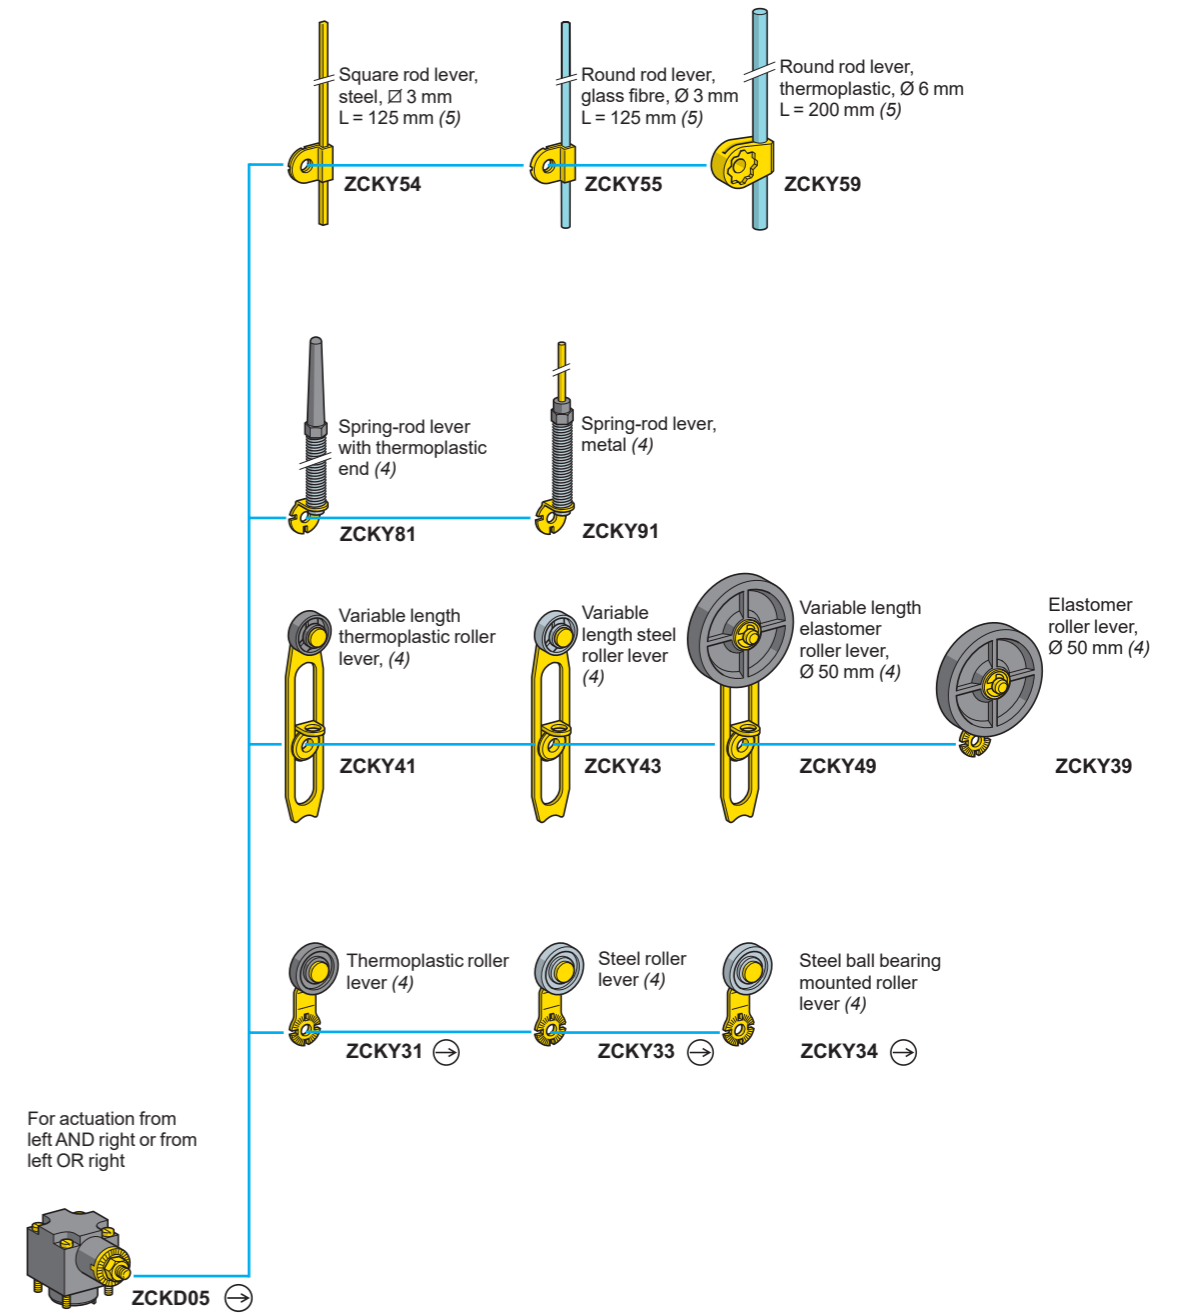 Square rod lever,
steel, ⍁ 3 mm
L = 125 mm (5)
ZCKY54
Round rod lever,
glass fibre, Ø 3 mm
L = 125 mm (5)
ZCKY55
Round rod lever,
thermoplastic, Ø 6 mm
L = 200 mm (5)
ZCKY59
Spring-rod lever
with thermoplastic
end (4)
ZCKY81
Spring-rod lever,
metal (4)
ZCKY91
Variable length
thermoplastic roller
lever, (4)
ZCKY41
Variable
length steel
roller lever
(4)
ZCKY43
Variable length
elastomer
roller lever,
Ø 50 mm (4)
ZCKY49
Elastomer
roller lever,
Ø 50 mm (4)
ZCKY39
Thermoplastic roller
lever (4)
ZCKY31
Steel roller
lever (4)
ZCKY33
Steel ball bearing
mounted roller
lever (4)
ZCKY34
For actuation from
left AND right or from
left OR right
ZCKD05